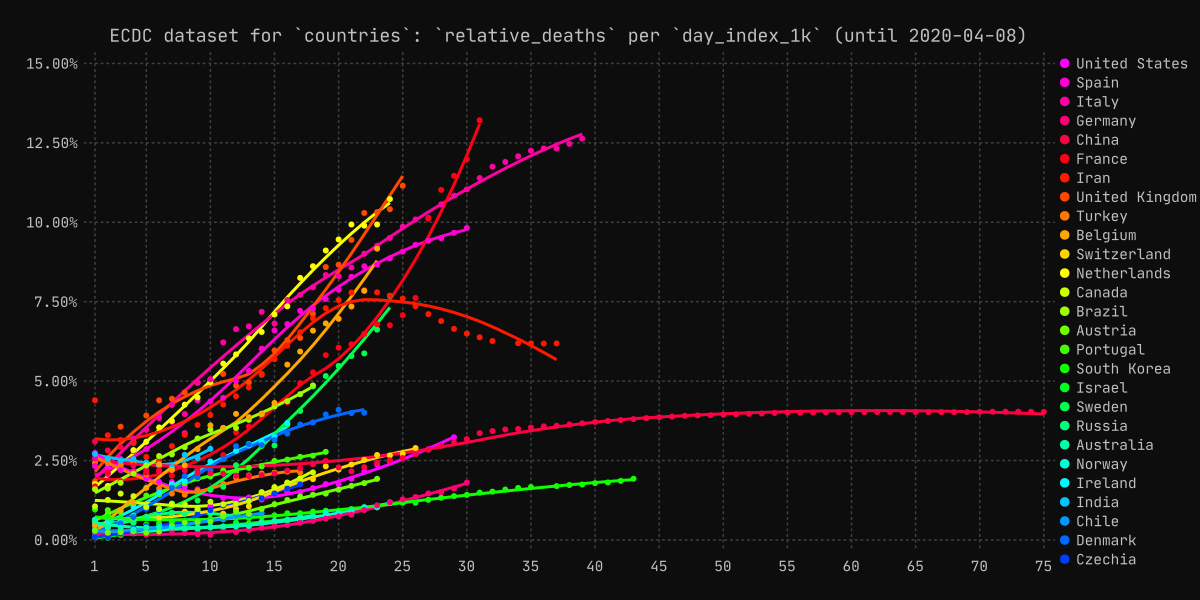 ECDC dataset for `countries`: `relative_deaths` per `day_index_1k` (until 2020-04-08)
15.00%
12.50%
10.00%
7.50%
5.00%
2.50%
0.00%
1 5 10 15 20 25 30 35 40 45 50 55 60 65 70 75
United States
Spain
Italy
Germany
China
France
Iran
United Kingdom
Turkey
Belgium
Switzerland
Netherlands
Canada
Brazil
Austria
Portugal
South Korea
Israel
Sweden
Russia
Australia
Norway
Ireland
India
Chile
Denmark
Czechia